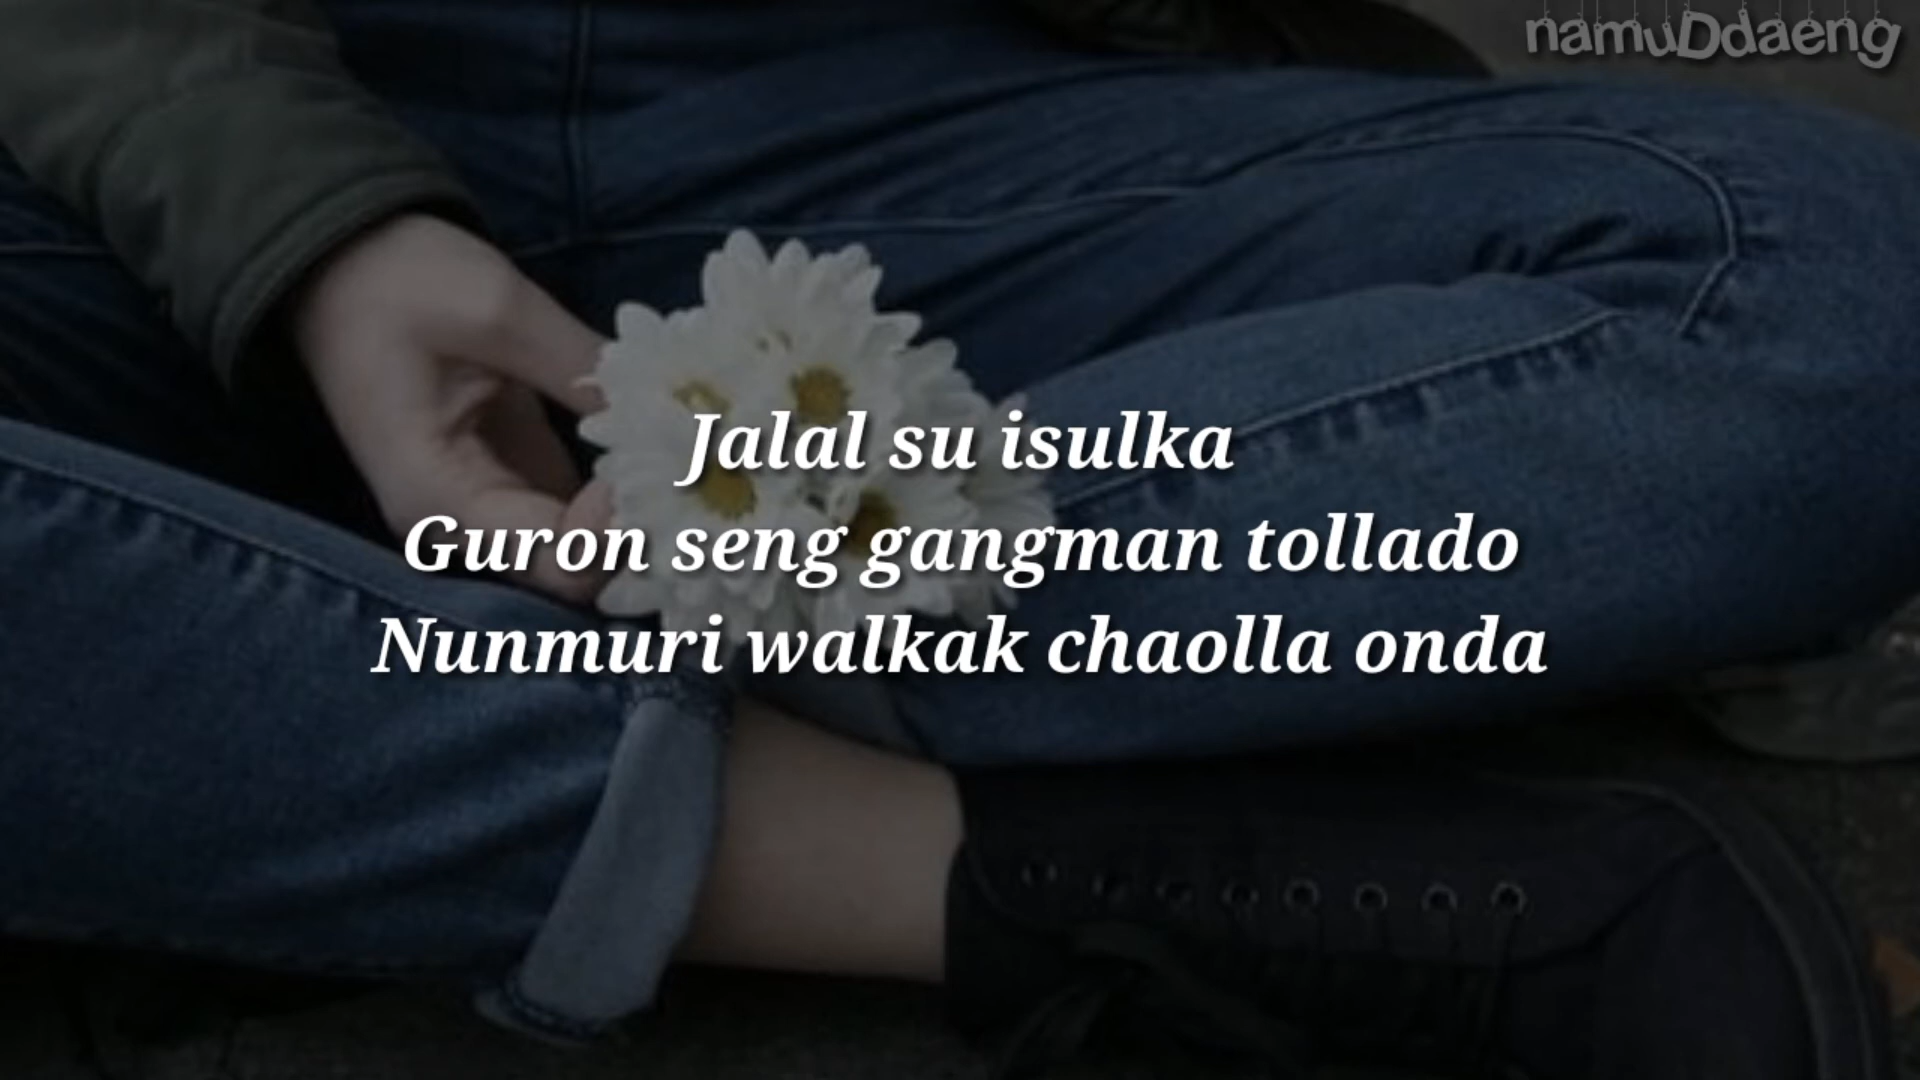 namuDdaeng
Jalal su isulka
Guron seng gangman tollado
Nunmuri walkak chaolla onda